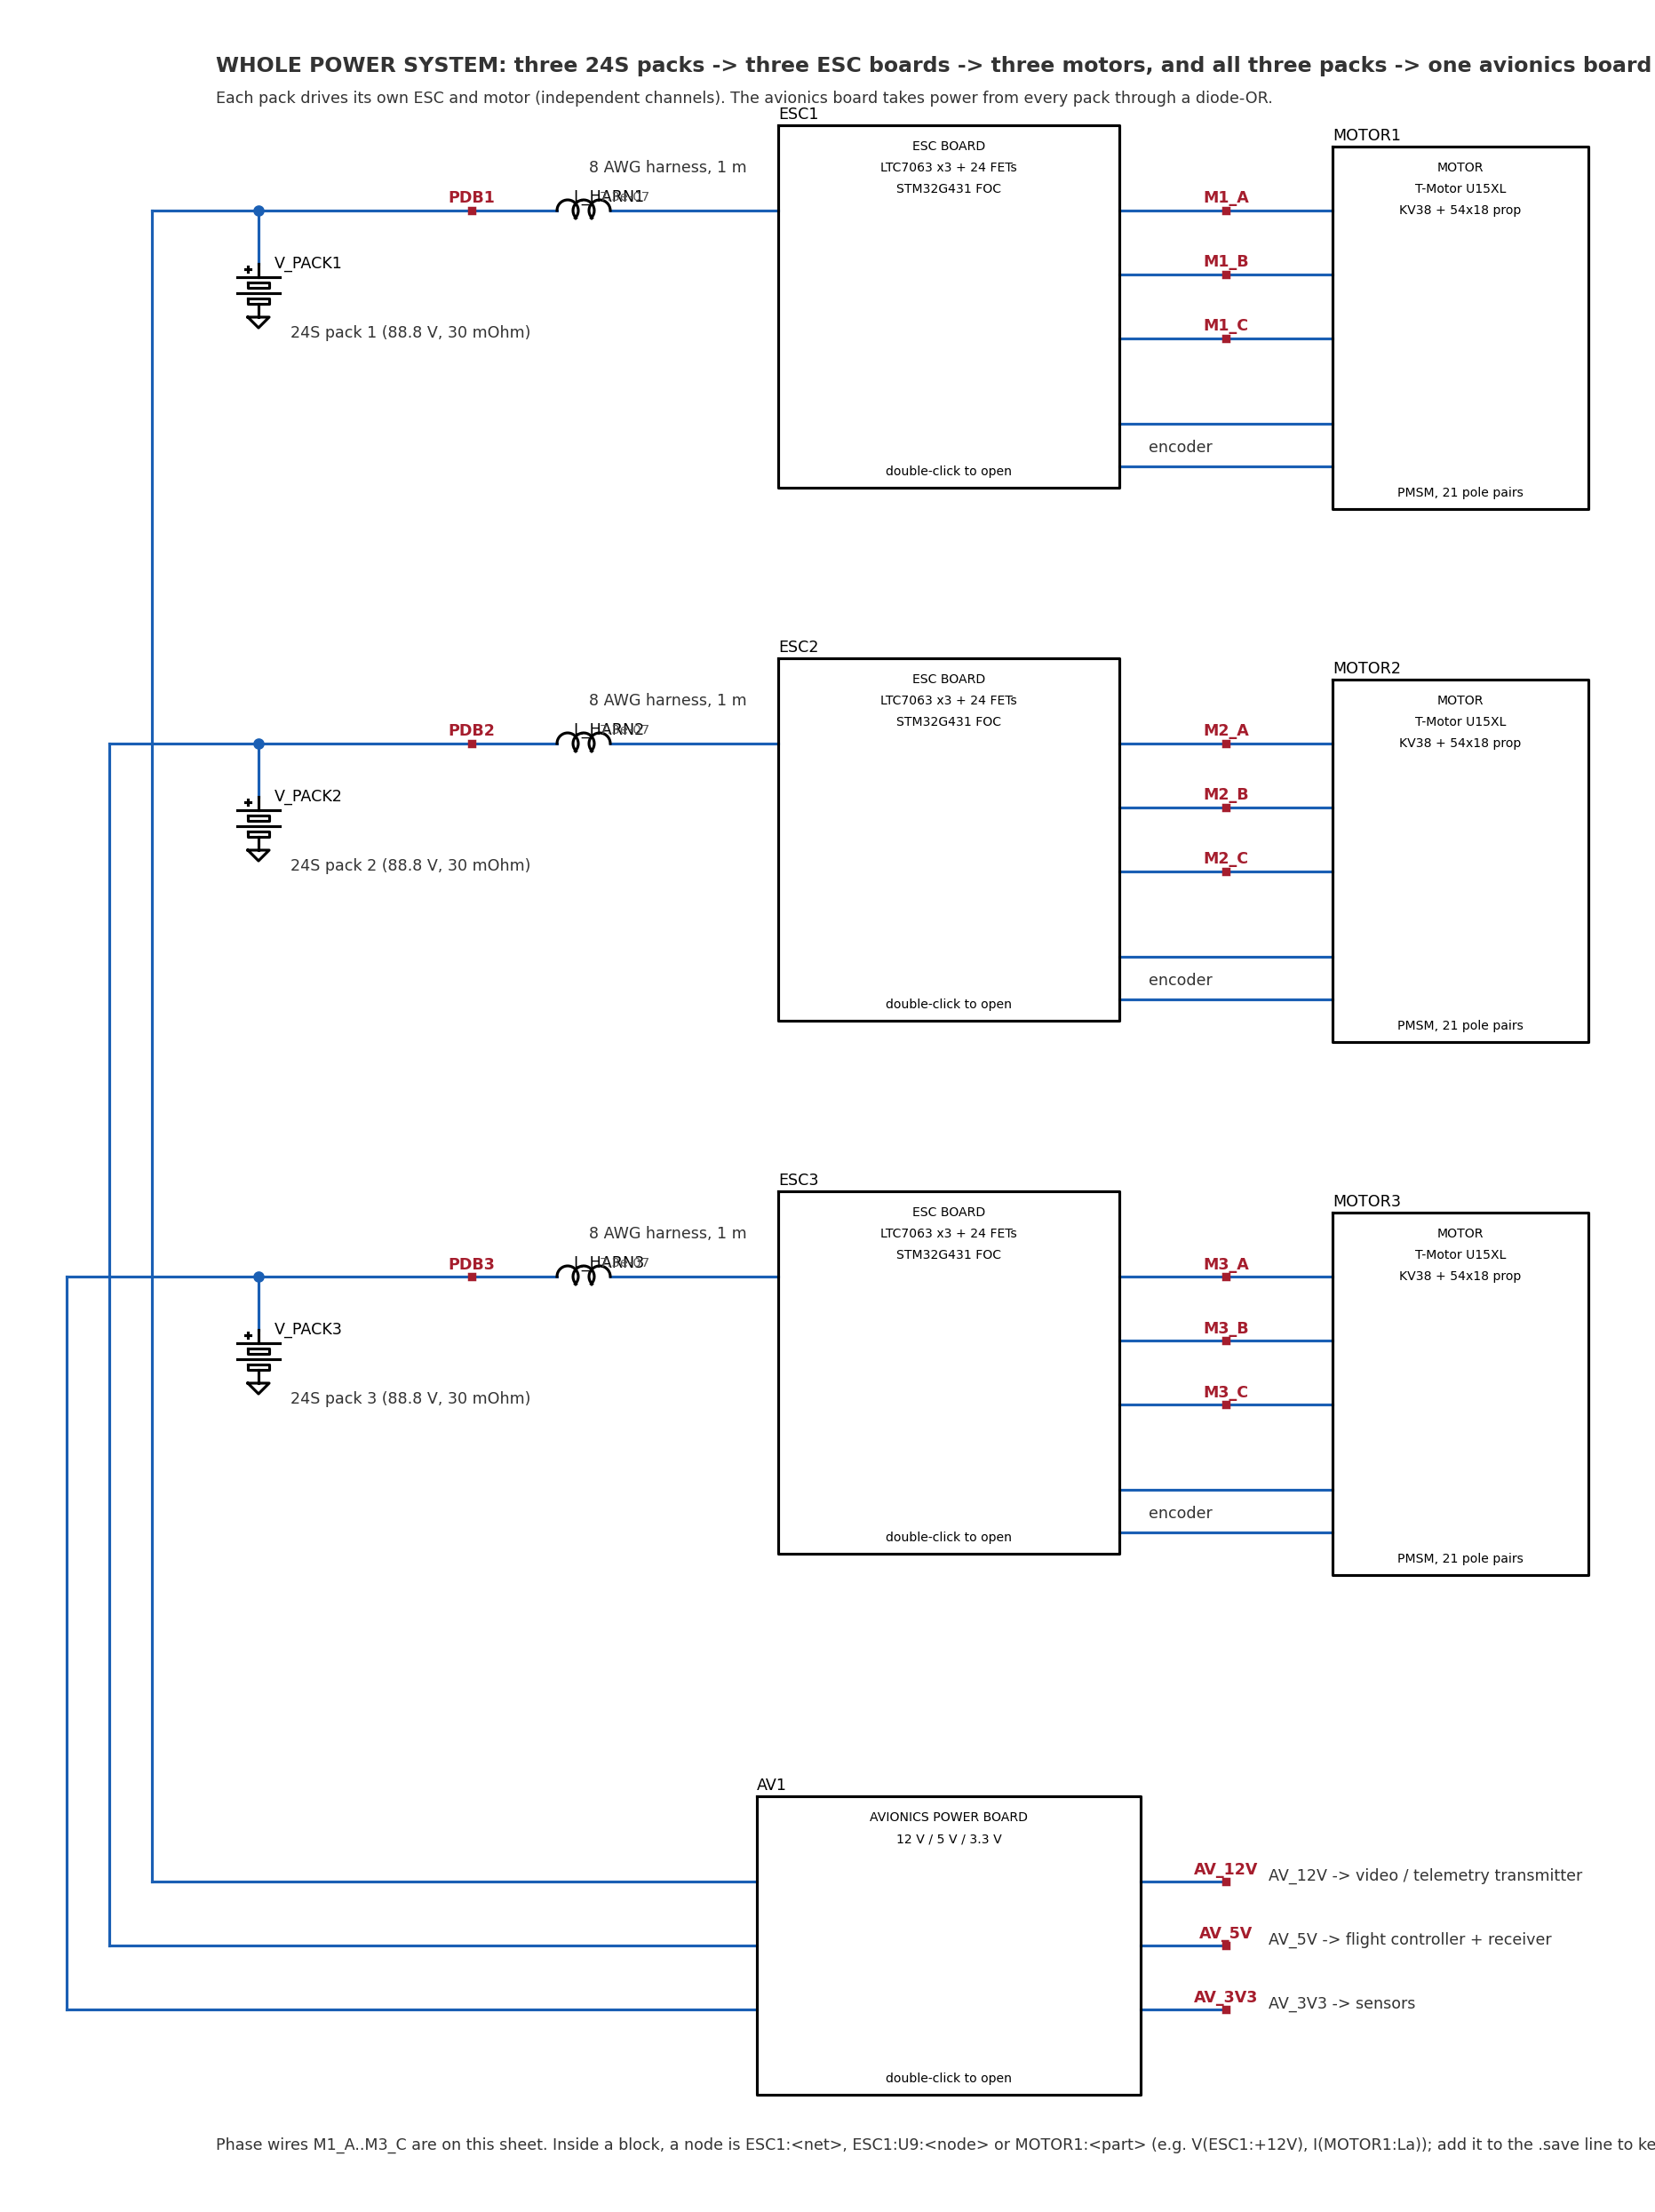 WHOLE POWER SYSTEM: three 24S packs -> three ESC boards -> three motors, and all three packs -> one avionics board
Each pack drives its own ESC and motor (independent channels). The avionics board takes power from every pack through a diode-OR.
ESC1
MOTOR1
ESC BOARD
LTC7063 x3 + 24 FETs
STM32G431 FOC
MOTOR
T-Motor U15XL
KV38 + 54x18 prop
8 AWG harness, 1 m
PDB1
L_HARN1
M1_A
V_PACK1
M1_B
24S pack 1 (88.8 V, 30 mOhm)
M1_C
encoder
double-click to open
PMSM, 21 pole pairs
ESC2
MOTOR2
ESC BOARD
LTC7063 x3 + 24 FETs
STM32G431 FOC
MOTOR
T-Motor U15XL
KV38 + 54x18 prop
8 AWG harness, 1 m
PDB2
L_HARN2
M2_A
V_PACK2
M2_B
24S pack 2 (88.8 V, 30 mOhm)
M2_C
encoder
double-click to open
PMSM, 21 pole pairs
ESC3
MOTOR3
ESC BOARD
LTC7063 x3 + 24 FETs
STM32G431 FOC
MOTOR
T-Motor U15XL
KV38 + 54x18 prop
8 AWG harness, 1 m
PDB3
L_HARN3
M3_A
V_PACK3
M3_B
24S pack 3 (88.8 V, 30 mOhm)
M3_C
encoder
double-click to open
PMSM, 21 pole pairs
AV1
AVIONICS POWER BOARD
12 V / 5 V / 3.3 V
AV_12V
AV_12V -> video / telemetry transmitter
AV_5V
AV_5V -> flight controller + receiver
AV_3V3
AV_3V3 -> sensors
double-click to open
Phase wires M1_A..M3_C are on this sheet. Inside a block, a node is ESC1:<net>, ESC1:U9:<node> or MOTOR1:<part> (e.g. V(ESC1:+12V), I(MOTOR1:La)); add it to the .save line to ke